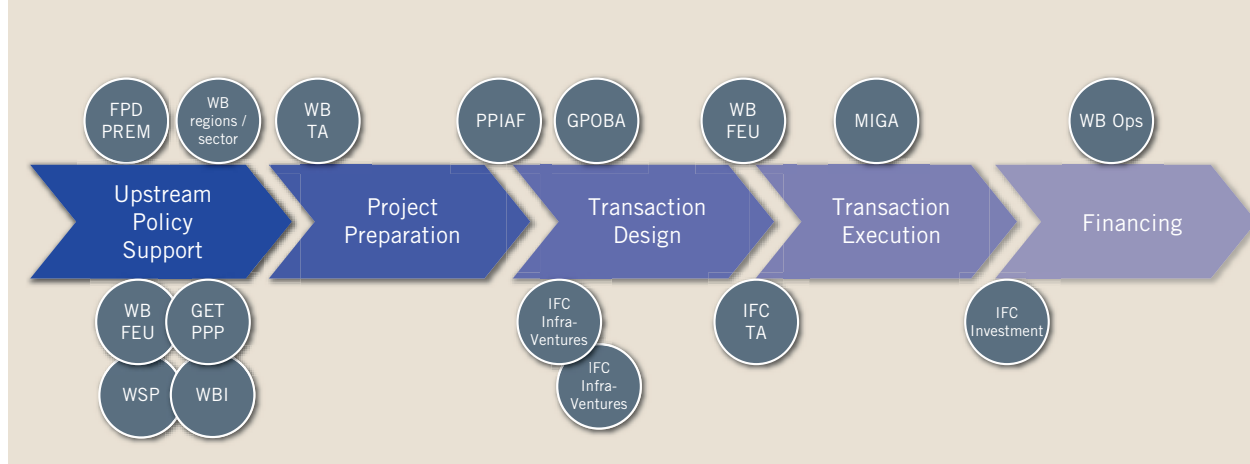 FPD
PREM
WB
regions /
sector
WB
TA
PPIAF
GPOBA
WB
FEU
MIGA
WB Ops
Upstream
Policy
Support
Project
Preparation
Transaction
Design
Transaction
Execution
Financing
WB
FEU
GET
PPP
IFC
Infra-
Ventures
IFC
TA
IFC
Investment
WSP
WBI
IFC
Infra-
Ventures